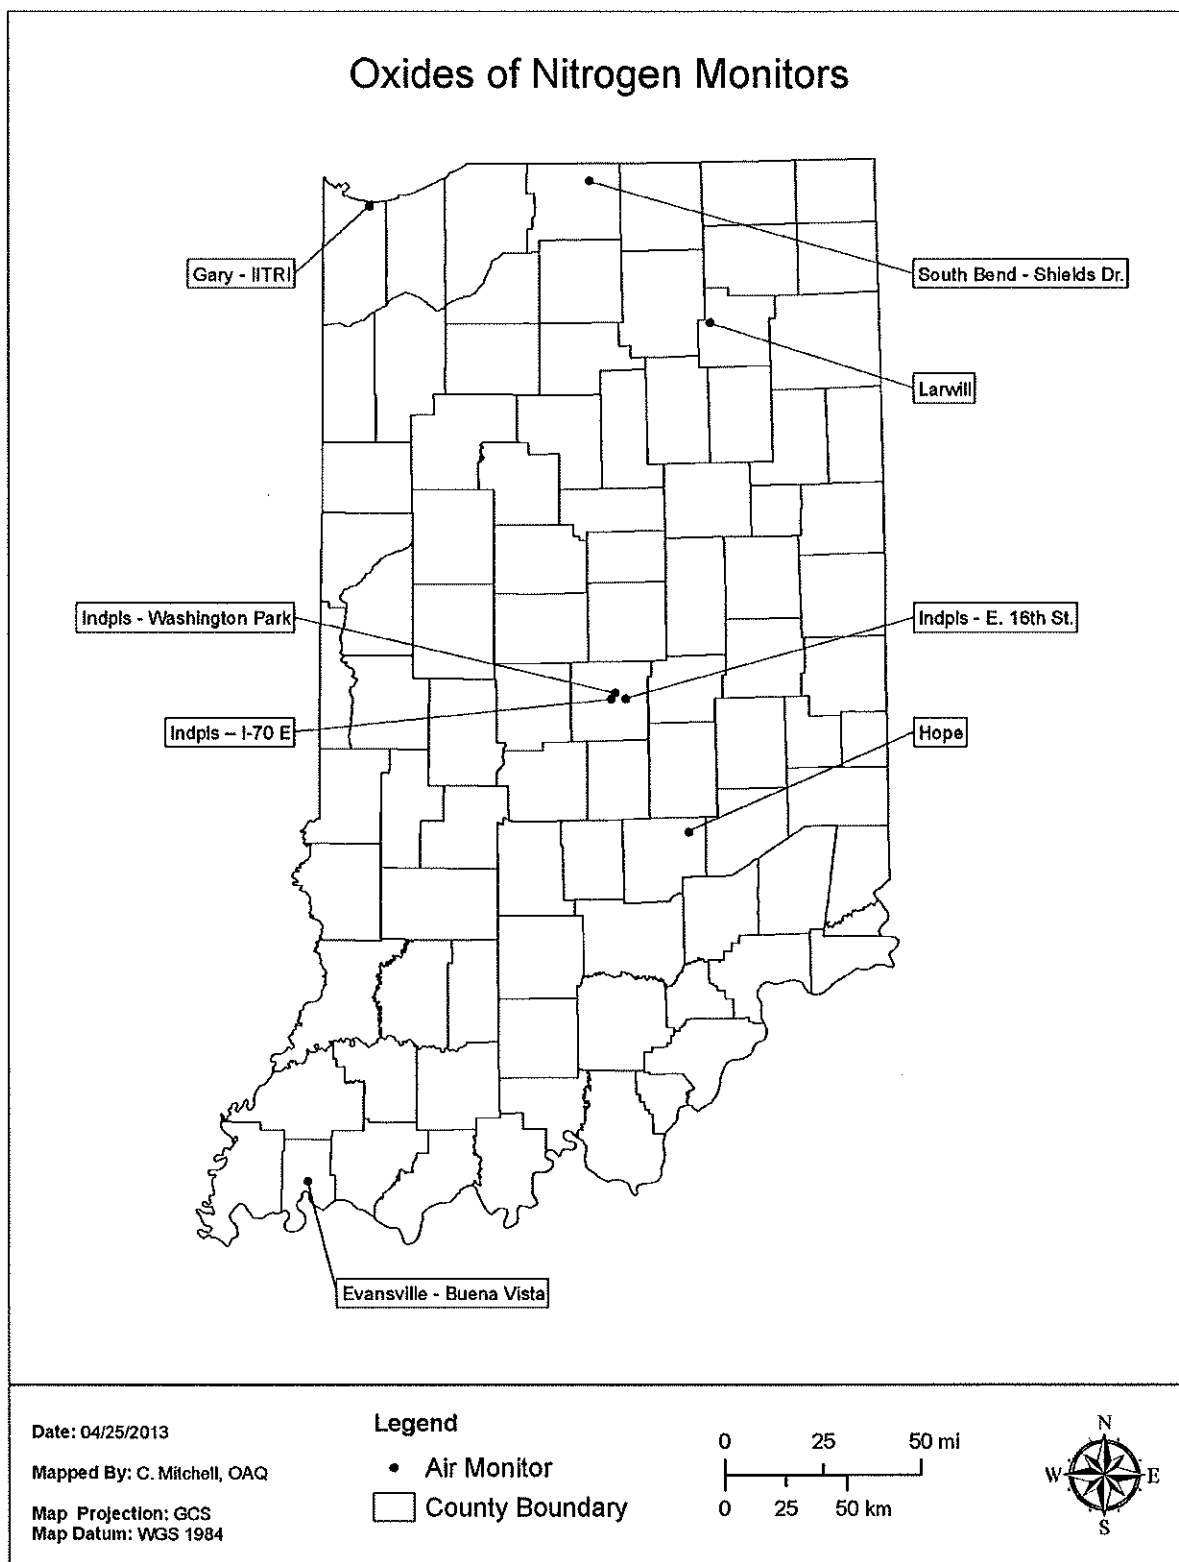 Oxides of Nitrogen Monitors
Gary - IITRI
South Bend - Shields Dr.
Larwill
Indpls - Washington Park
Indpls - E. 16th St.
Indpls – I-70 E
Hope
Evansville - Buena Vista
Date: 04/25/2013
Mapped By: C. Mitchell, OAQ
Map Projection: GCS
Map Datum: WGS 1984
Legend
Air Monitor
County Boundary
0 25 50 mi
0 25 50 km
N
W E
S